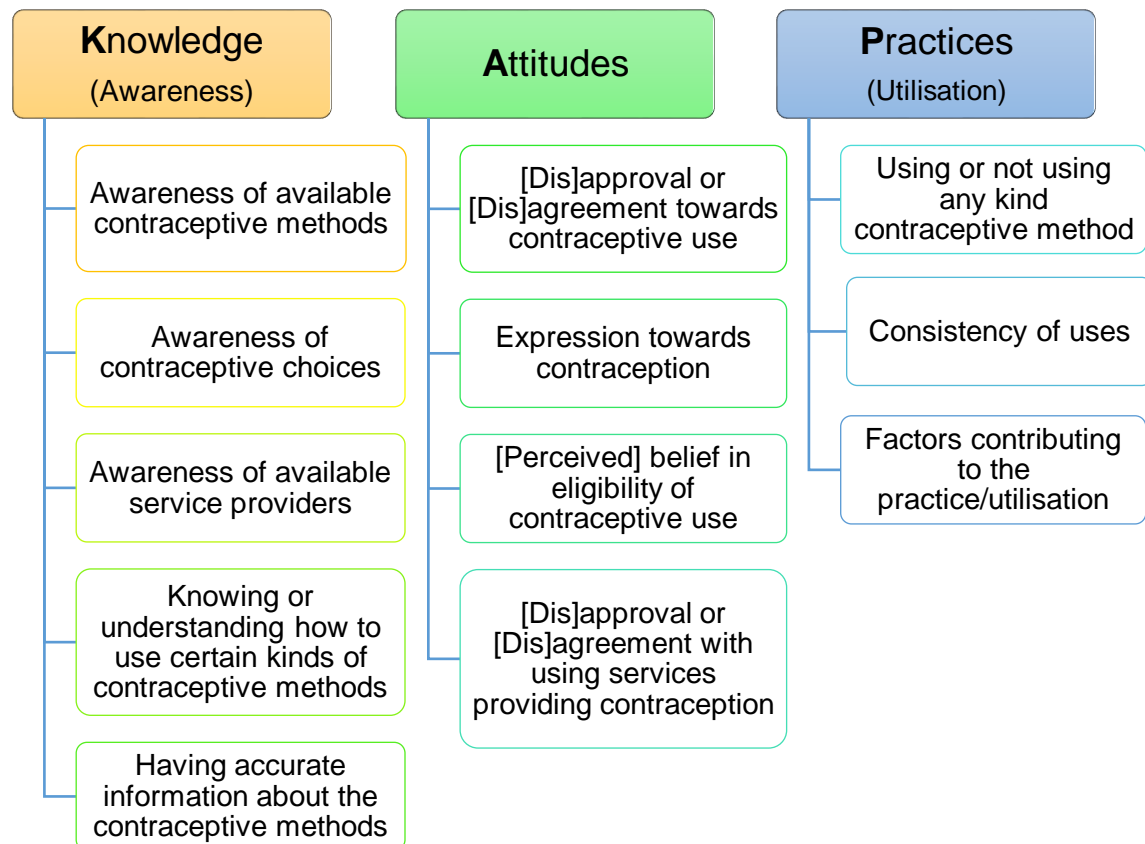 Knowledge
(Awareness)
Awareness of available
contraceptive methods
Awareness of
contraceptive choices
Awareness of available
service providers
Knowing or
understanding how to
use certain kinds of
contraceptive methods
Having accurate
information about the
contraceptive methods
Attitudes
[Dis]approval or
[Dis]agreement towards
contraceptive use
Expression towards
contraception
[Perceived] belief in
eligibility of
contraceptive use
[Dis]approval or
[Dis]agreement with
using services
providing contraception
Practices
(Utilisation)
Using or not using
any kind
contraceptive method
Consistency of uses
Factors contributing
to the
practice/utilisation